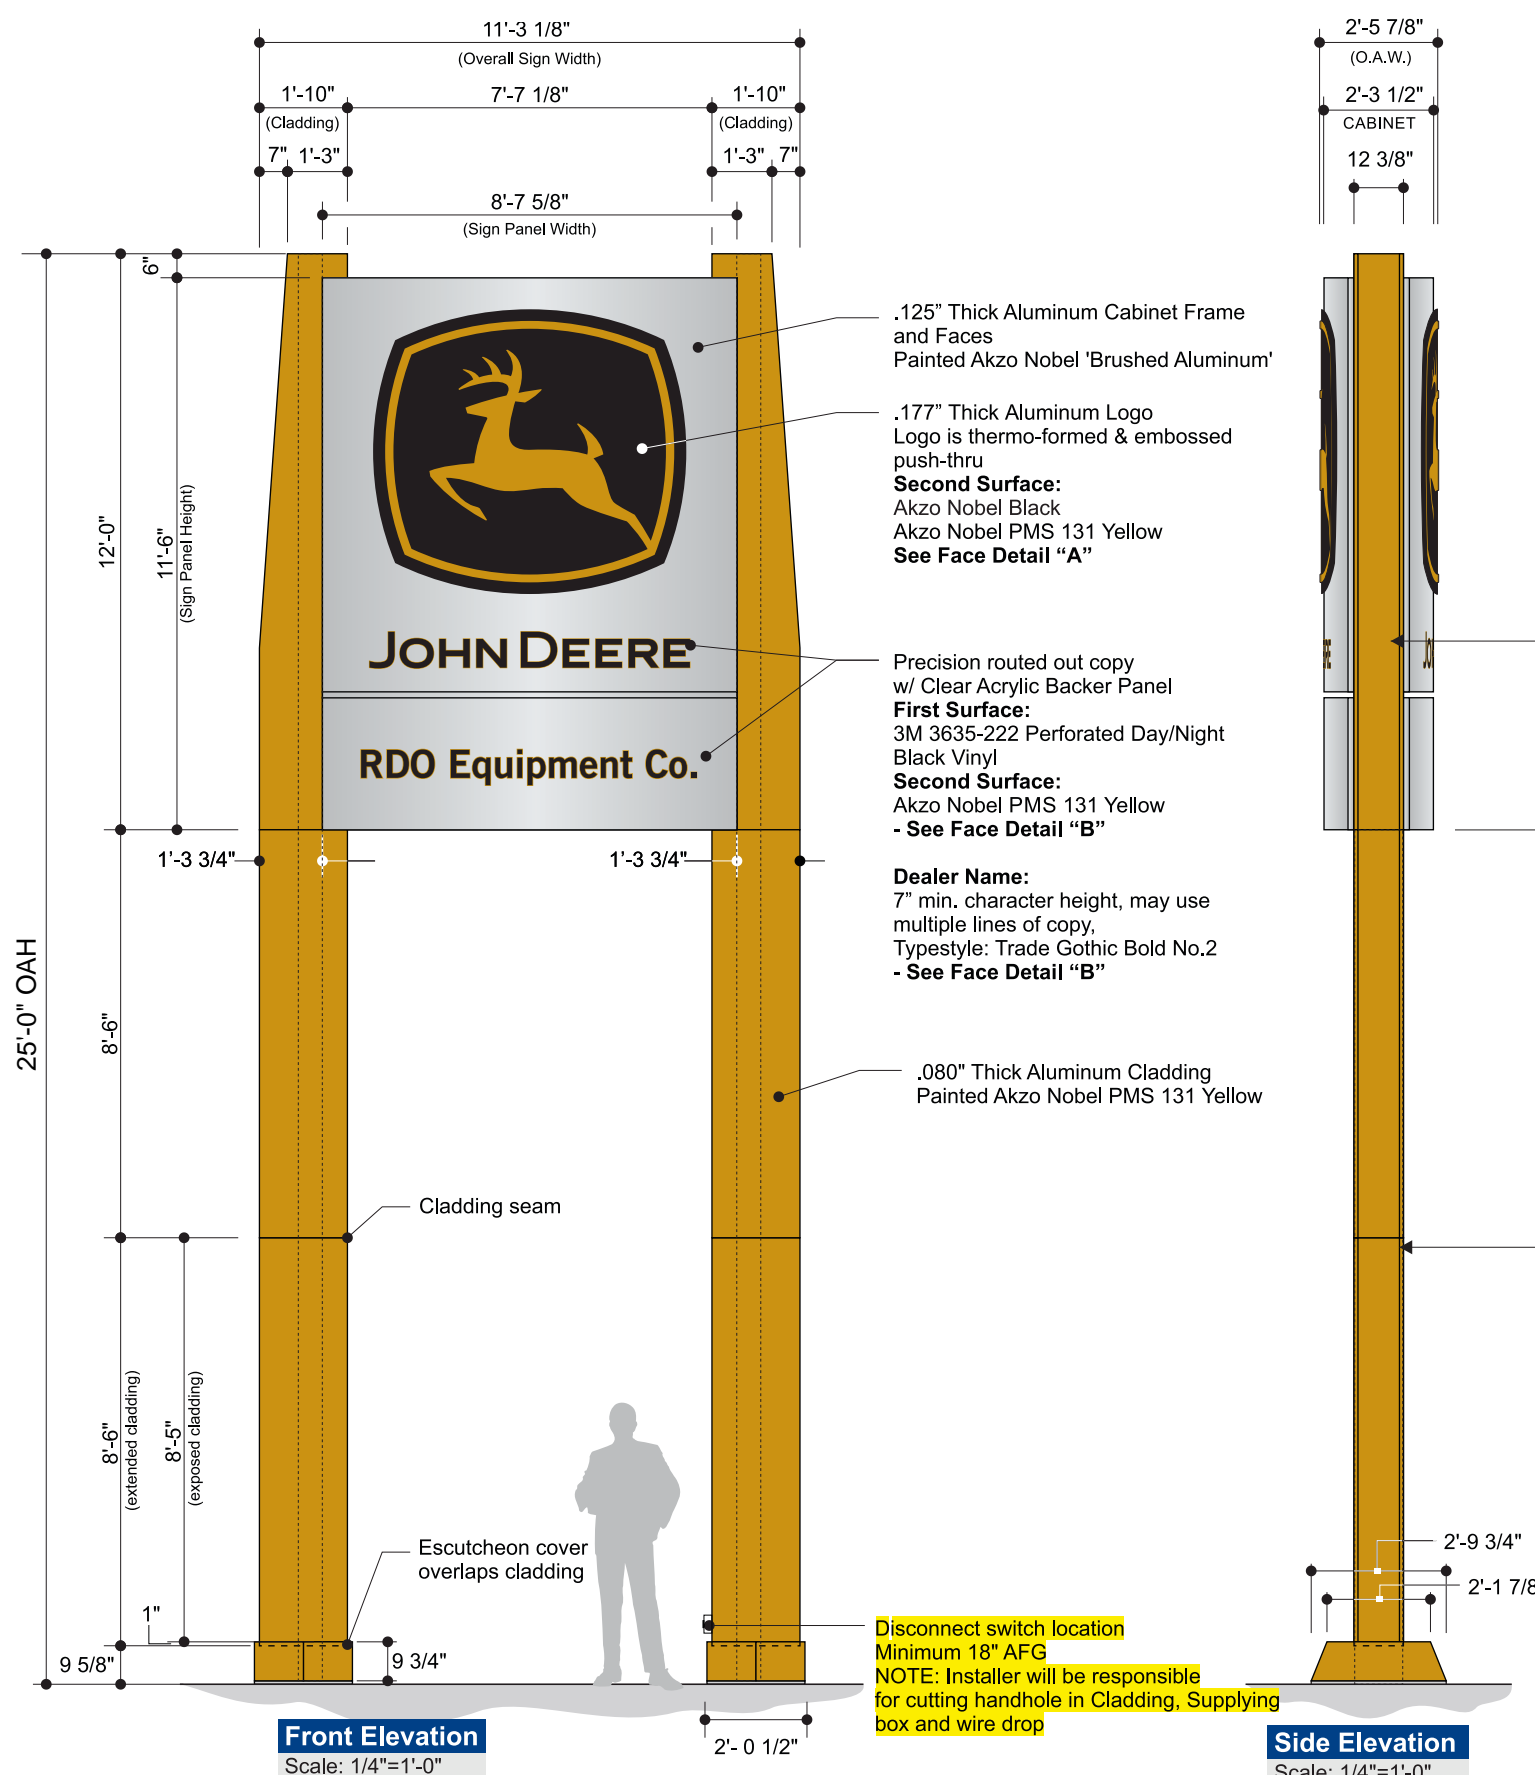 11'-3 1/8"
(Overall Sign Width)
1'-10"
(Cladding)
7'-7 1/8"
1'-10"
(Cladding)
7"
1'-3"
1'-3"
7"
8'-7 5/8"
(Sign Panel Width)
2'-5 7/8"
(O.A.W.)
2'-3 1/2"
CABINET
12 3/8"
6"
12'-0"
11'-6"
(Sign Panel Height)
.125" Thick Aluminum Cabinet Frame
and Faces
Painted Akzo Nobel 'Brushed Aluminum'
.177" Thick Aluminum Logo
Logo is thermo-formed & embossed
push-thru
Second Surface:
Akzo Nobel Black
Akzo Nobel PMS 131 Yellow
See Face Detail “A”
JOHN DEERE
RDO Equipment Co.
Precision routed out copy
w/ Clear Acrylic Backer Panel
First Surface:
3M 3635-222 Perforated Day/Night
Black Vinyl
Second Surface:
Akzo Nobel PMS 131 Yellow
- See Face Detail “B”
1'-3 3/4"
1'-3 3/4"
Dealer Name:
7” min. character height, may use
multiple lines of copy,
Typestyle: Trade Gothic Bold No.2
- See Face Detail “B”
25'-0" OAH
8'-6"
.080" Thick Aluminum Cladding
Painted Akzo Nobel PMS 131 Yellow
Cladding seam
8'-6"
(extended cladding)
8'-5"
(exposed cladding)
Escutcheon cover
overlaps cladding
1"
9 5/8"
9 3/4"
2'-9 3/4"
2'-1 7/8
Disconnect switch location
Minimum 18" AFG
NOTE: Installer will be responsible
for cutting handhole in Cladding, Supplying
box and wire drop
2'- 0 1/2"
Front Elevation
Scale: 1/4"=1'-0"
Side Elevation
Scale: 1/4"=1'-0"